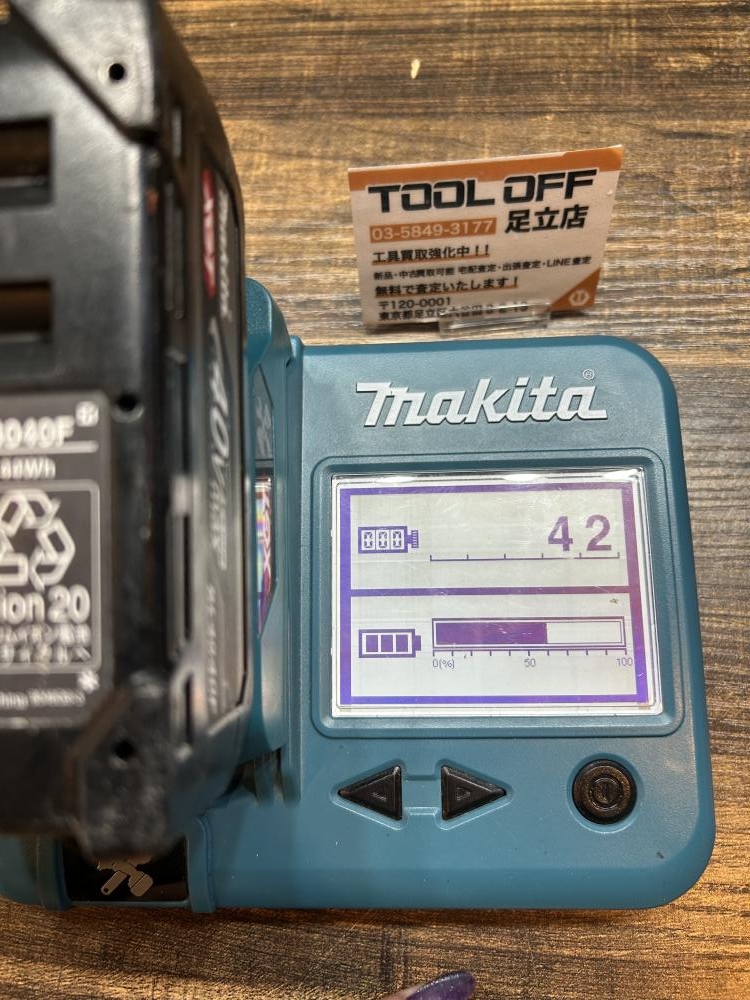 TOOL OFF
03-5849-3177 足立店
工具買取強化中!!
新品・中古買取可能 宅配査定・出張査定・LINE査定
無料で査定いたします!
〒120-0001
makita®
42
0(%) 50 100
40Vmax
4040F®
ion 20